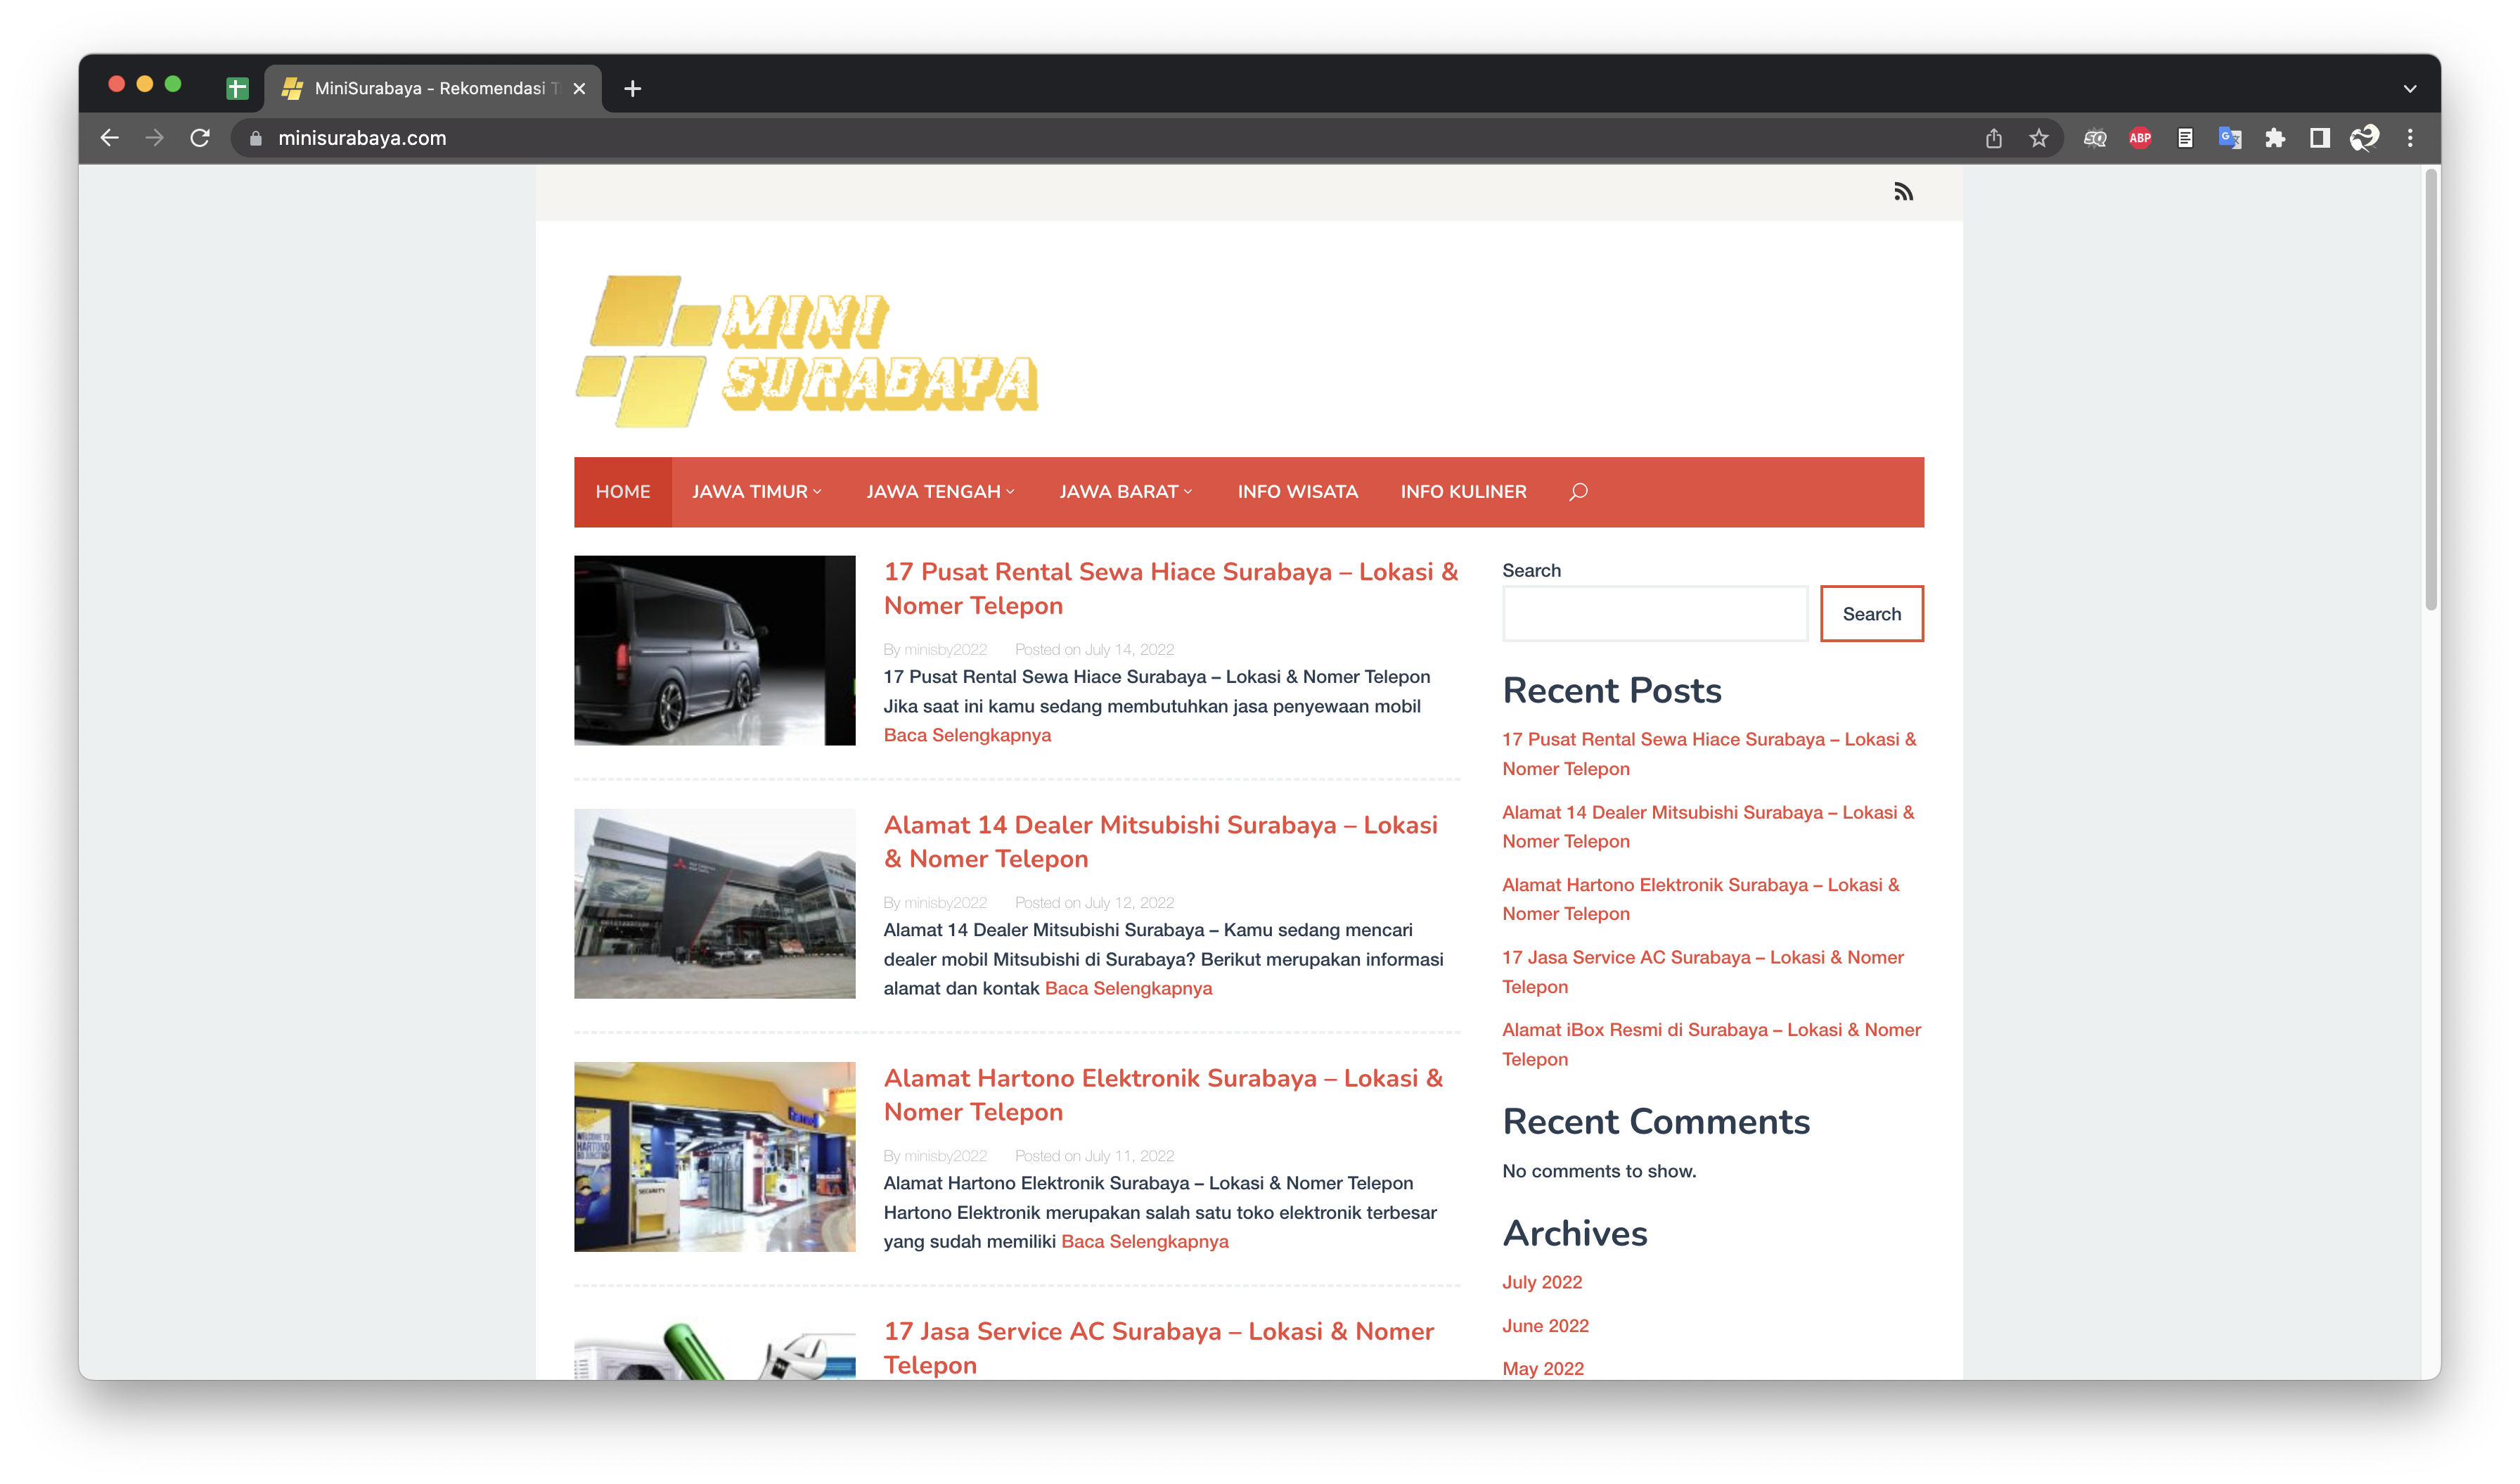 MiniSurabaya - Rekomendasi T
minisurabaya.com
ABP
MINI
SURABAYA
HOME
JAWA TIMUR
JAWA TENGAH
JAWA BARAT
INFO WISATA
INFO KULINER
17 Pusat Rental Sewa Hiace Surabaya – Lokasi &
Nomer Telepon
By minisby2022 Posted on July 14, 2022
17 Pusat Rental Sewa Hiace Surabaya – Lokasi & Nomer Telepon
Jika saat ini kamu sedang membutuhkan jasa penyewaan mobil
Baca Selengkapnya
Alamat 14 Dealer Mitsubishi Surabaya – Lokasi
& Nomer Telepon
By minisby2022 Posted on July 12, 2022
Alamat 14 Dealer Mitsubishi Surabaya – Kamu sedang mencari
dealer mobil Mitsubishi di Surabaya? Berikut merupakan informasi
alamat dan kontak Baca Selengkapnya
WELCOME TO
HARTONO
SECURITY
Alamat Hartono Elektronik Surabaya – Lokasi &
Nomer Telepon
By minisby2022 Posted on July 11, 2022
Alamat Hartono Elektronik Surabaya – Lokasi & Nomer Telepon
Hartono Elektronik merupakan salah satu toko elektronik terbesar
yang sudah memiliki Baca Selengkapnya
17 Jasa Service AC Surabaya – Lokasi & Nomer
Telepon
Search
Search
Recent Posts
17 Pusat Rental Sewa Hiace Surabaya – Lokasi &
Nomer Telepon
Alamat 14 Dealer Mitsubishi Surabaya – Lokasi &
Nomer Telepon
Alamat Hartono Elektronik Surabaya – Lokasi &
Nomer Telepon
17 Jasa Service AC Surabaya – Lokasi & Nomer
Telepon
Alamat iBox Resmi di Surabaya – Lokasi & Nomer
Telepon
Recent Comments
No comments to show.
Archives
July 2022
June 2022
May 2022